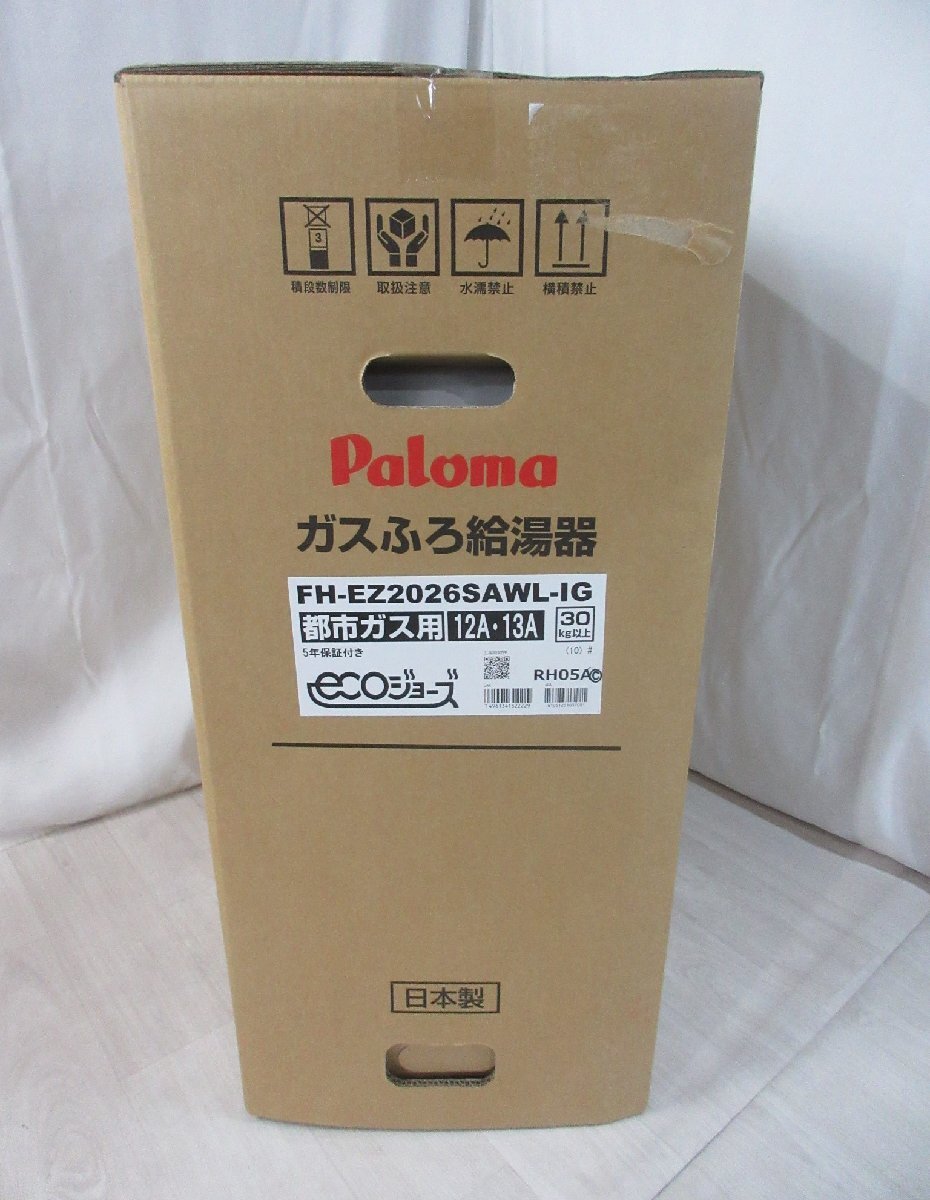 3
積段数制限 取扱注意 水濡禁止 横積禁止
Paloma
ガスふろ給湯器
FH-EZ2026SAWL-IG
都市ガス用 12A・13A 30 kg以上
5年保証付き (10) #
ecoジョーズ RH05A©
日本製